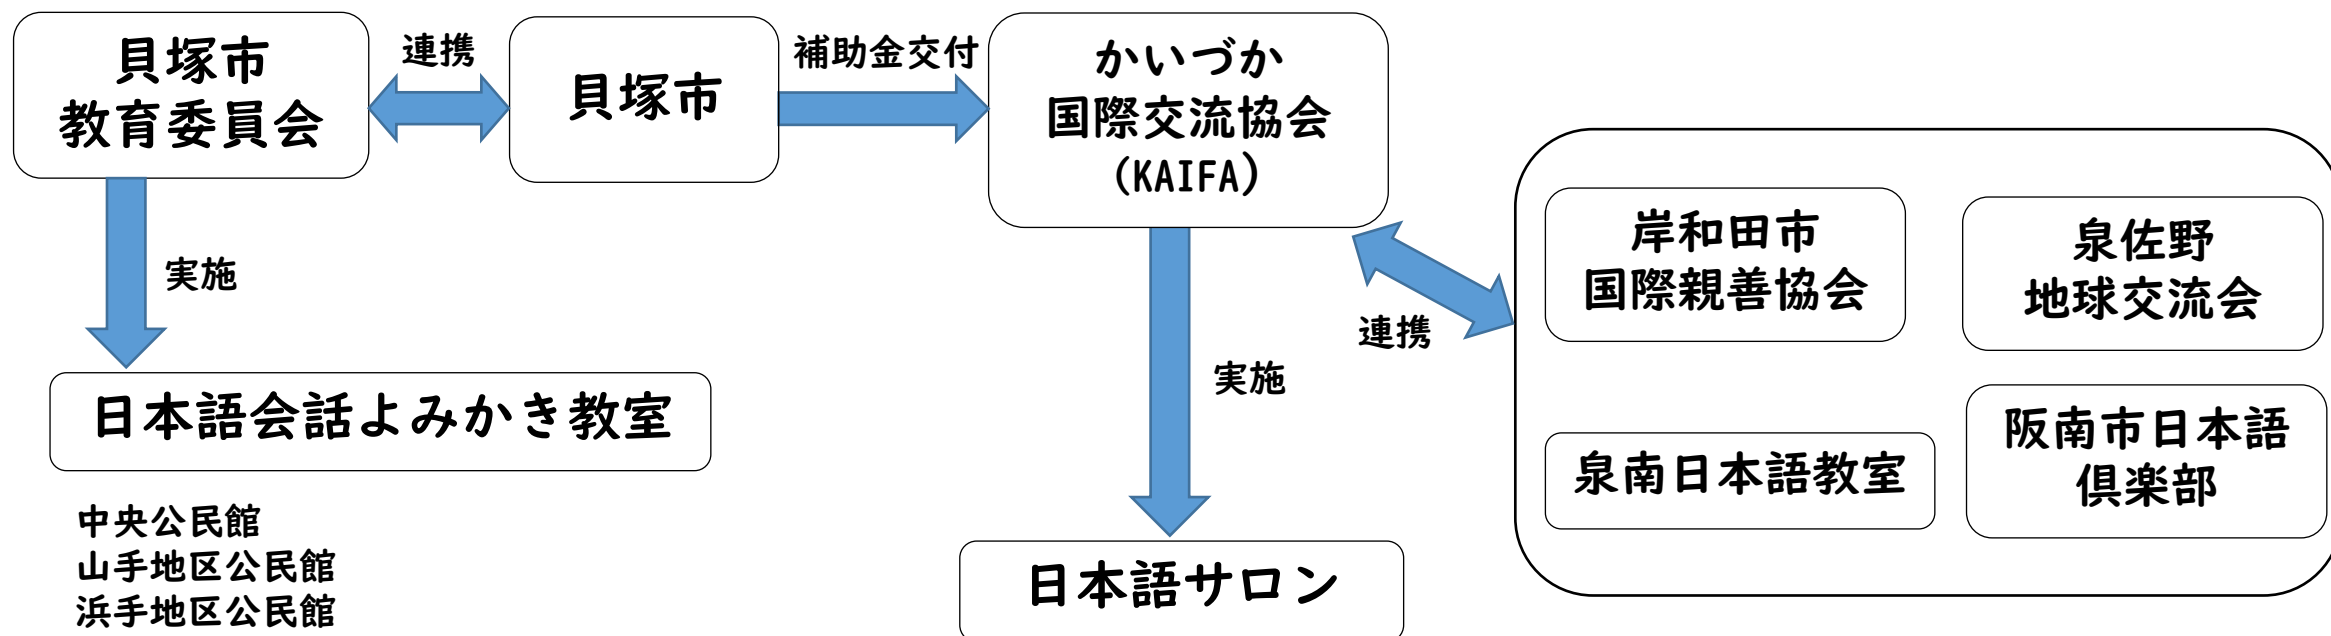 貝塚市
教育委員会
連携
貝塚市
補助金交付
かいづか
国際交流協会
(KAIFA)
実施
日本語会話よみかき教室
中央公民館
山手地区公民館
浜手地区公民館
実施
日本語サロン
連携
岸和田市
国際親善協会
泉佐野
地球交流会
泉南日本語教室
阪南市日本語
倶楽部